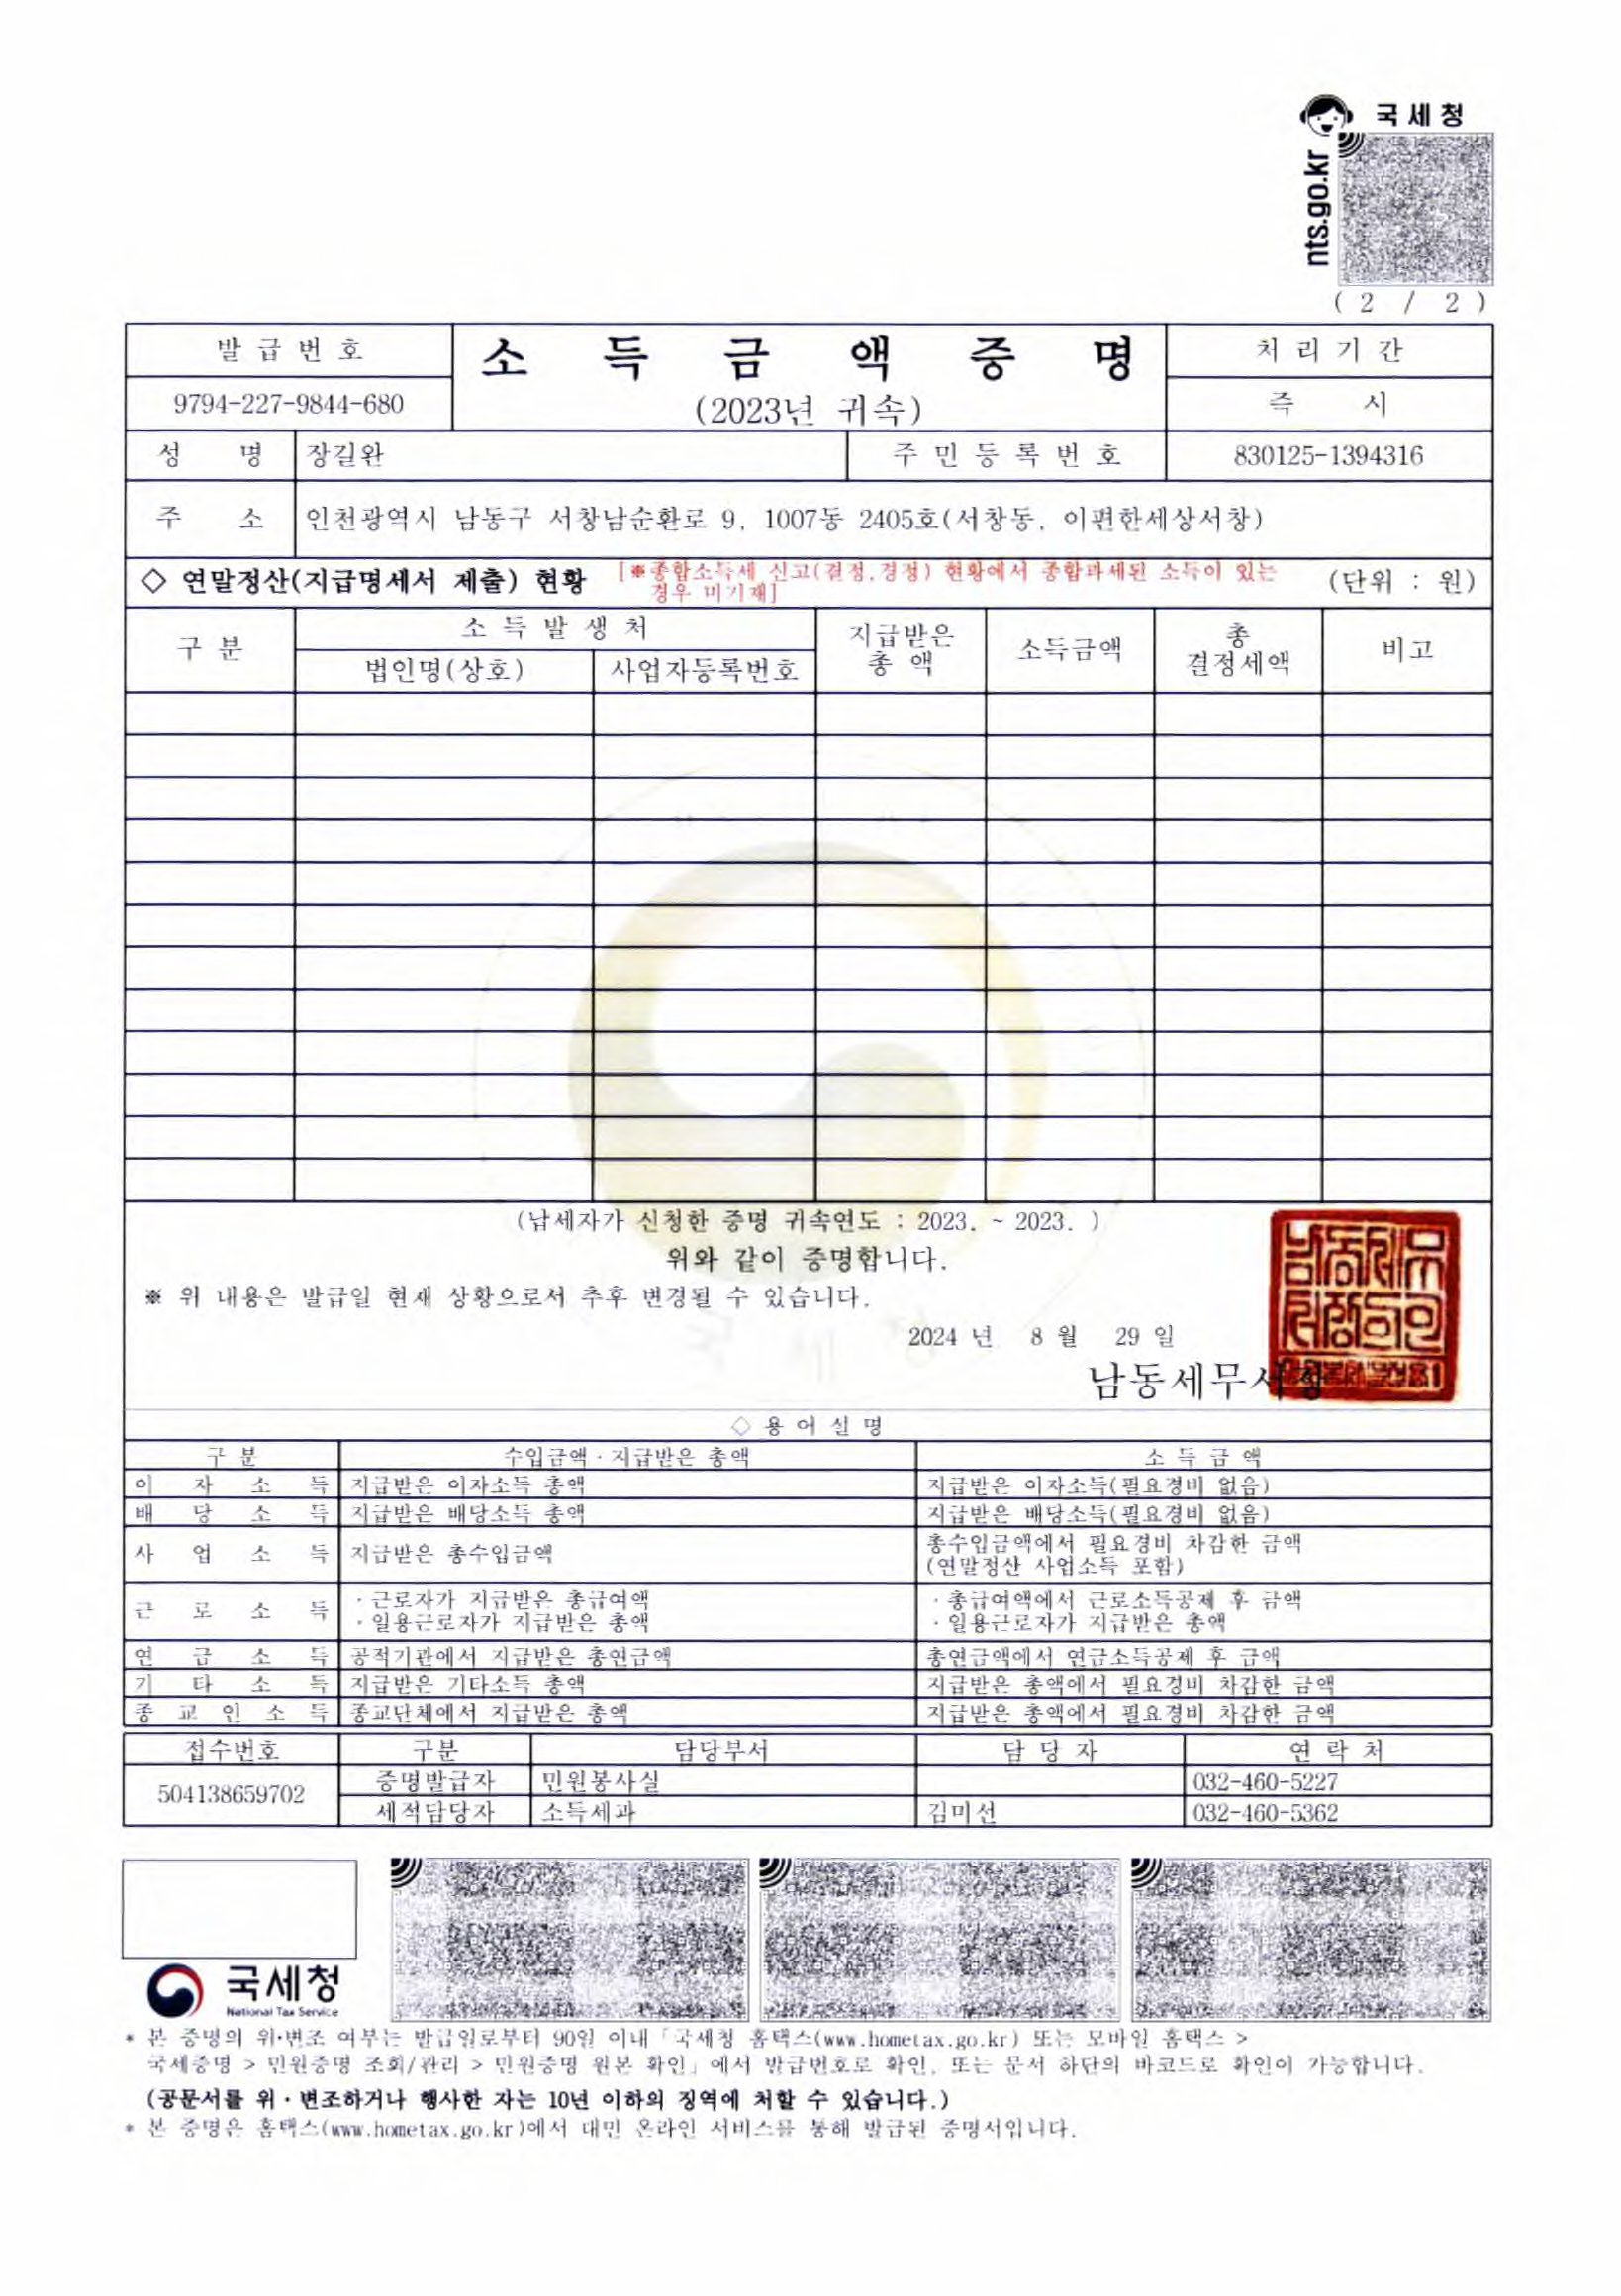 국세청
nts.go.kr
( 2 / 2 )
발 급 번 호
소 득 금 액 증 명
처 리 기 간
9794-227-9844-680
(2023년 귀속)
즉 시
성 명 장길완 주 민 등 록 번 호 830125-1394316
주 소 인천광역시 남동구 서창남순환로 9, 1007동 2405호(서창동, 이편한세상서창)
◇ 연말정산(지급명세서 제출) 현황 [※종합소득세 신고(결정,경정) 현황에서 종합과세된 소득이 있는
경우 미기재] (단위 : 원)
구 분 소 득 발 생 처 지급받은 총 액 소득금액 총 결정세액 비고
법인명(상호) 사업자등록번호
(납세자가 신청한 증명 귀속연도 : 2023. ~ 2023. )
위와 같이 증명합니다.
※ 위 내용은 발급일 현재 상황으로서 추후 변경될 수 있습니다.
2024 년 8 월 29 일
남동세무서장
국 세 청
◇ 용 어 설 명
구 분 수입금액 · 지급받은 총액 소 득 금 액
이 자 소 득 지급받은 이자소득 총액 지급받은 이자소득(필요경비 없음)
배 당 소 득 지급받은 배당소득 총액 지급받은 배당소득(필요경비 없음)
사 업 소 득 지급받은 총수입금액 총수입금액에서 필요경비 차감한 금액
(연말정산 사업소득 포함)
근 로 소 득 · 근로자가 지급받은 총급여액 · 총급여액에서 근로소득공제 후 금액
· 일용근로자가 지급받은 총액 · 일용근로자가 지급받은 총액
연 금 소 득 공적기관에서 지급받은 총연금액 총연금액에서 연금소득공제 후 금액
기 타 소 득 지급받은 기타소득 총액 지급받은 총액에서 필요경비 차감한 금액
종 교 인 소 득 종교단체에서 지급받은 총액 지급받은 총액에서 필요경비 차감한 금액
접수번호 구분 담당부서 담 당 자 연 락 처
504138659702 증명발급자 민원봉사실 032-460-5227
세적담당자 소득세과 김미선 032-460-5362
국세청
National Tax Service
* 본 증명의 위·변조 여부는 발급일로부터 90일 이내 「국세청 홈택스(www.hometax.go.kr) 또는 모바일 홈택스 >
국세증명 > 민원증명 조회/관리 > 민원증명 원본 확인」에서 발급번호로 확인, 또는 문서 하단의 바코드로 확인이 가능합니다.
(공문서를 위 · 변조하거나 행사한 자는 10년 이하의 징역에 처할 수 있습니다.)
* 본 증명은 홈택스(www.hometax.go.kr)에서 대민 온라인 서비스를 통해 발급된 증명서입니다.